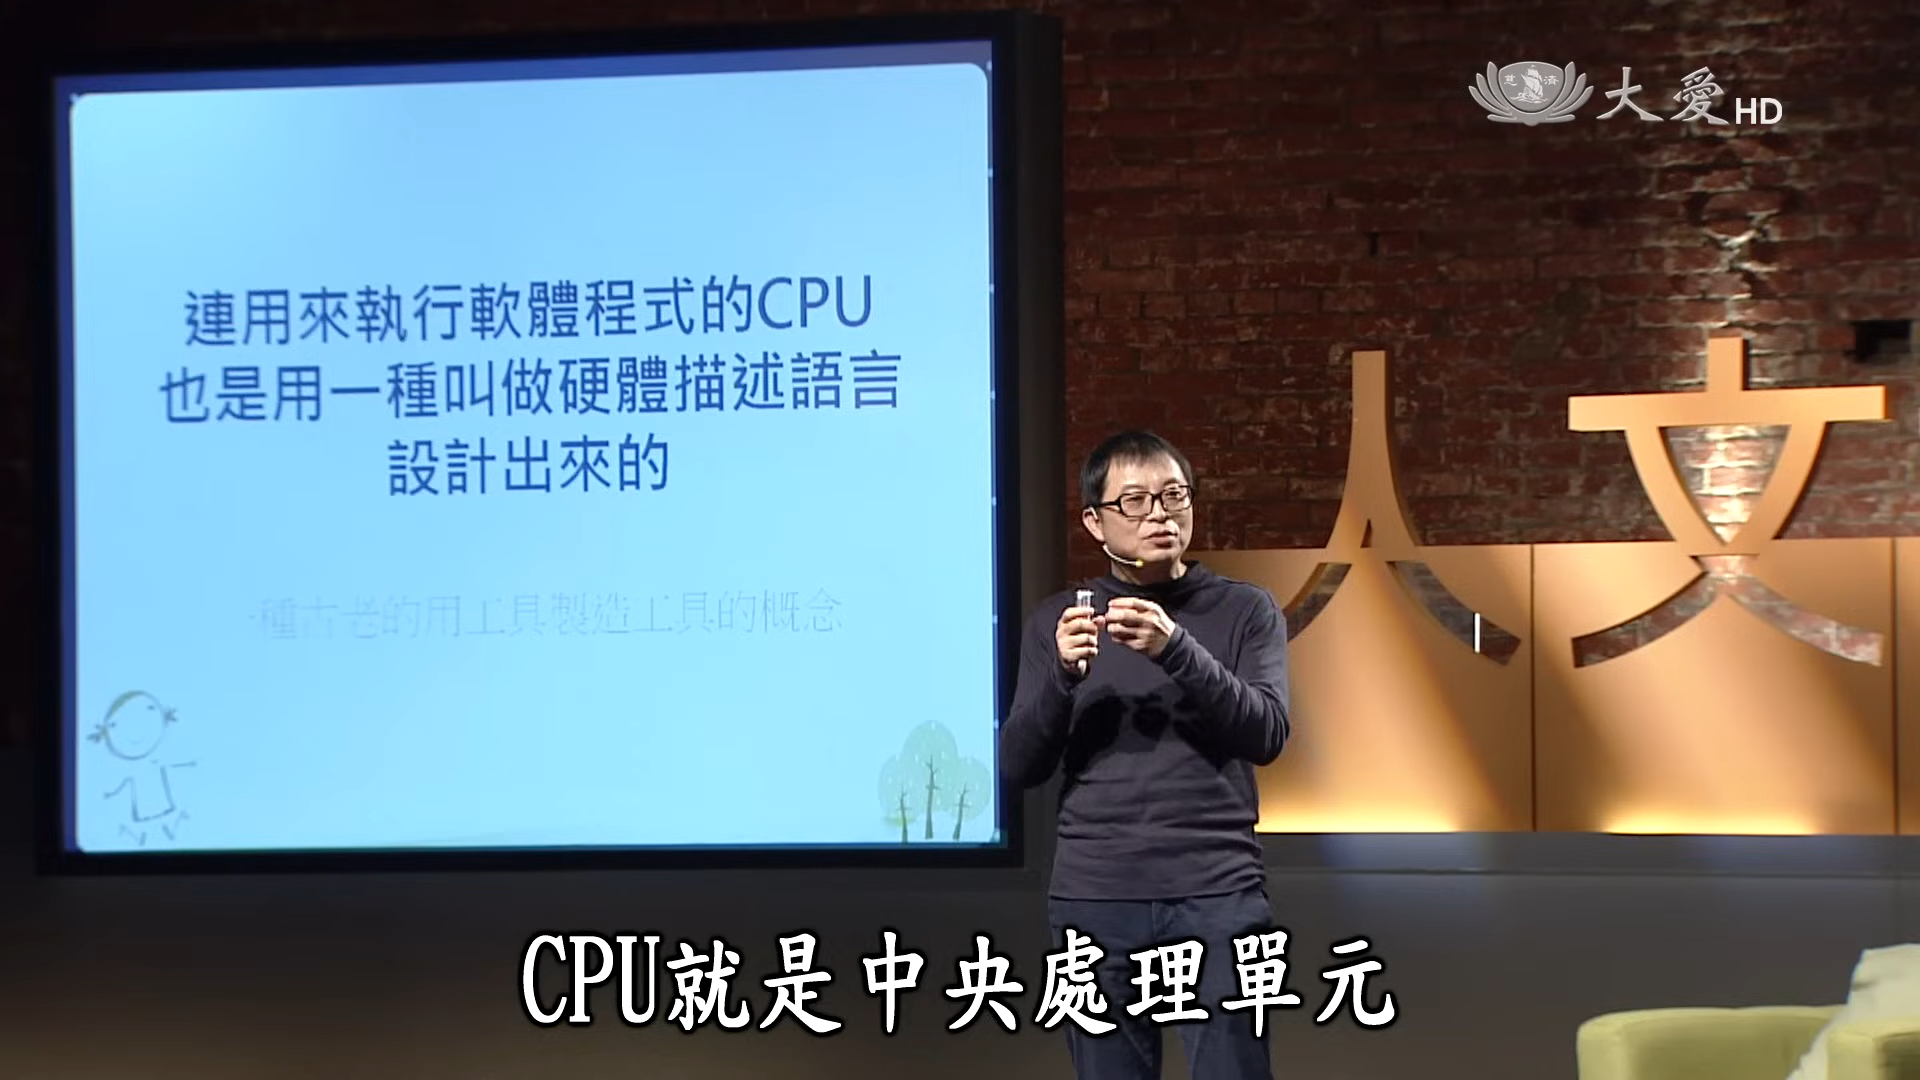 慈 濟
大愛HD
連用來執行軟體程式的CPU
也是用一種叫做硬體描述語言
設計出來的
一種古老的用工具製造工具的概念
人文
CPU就是中央處理單元